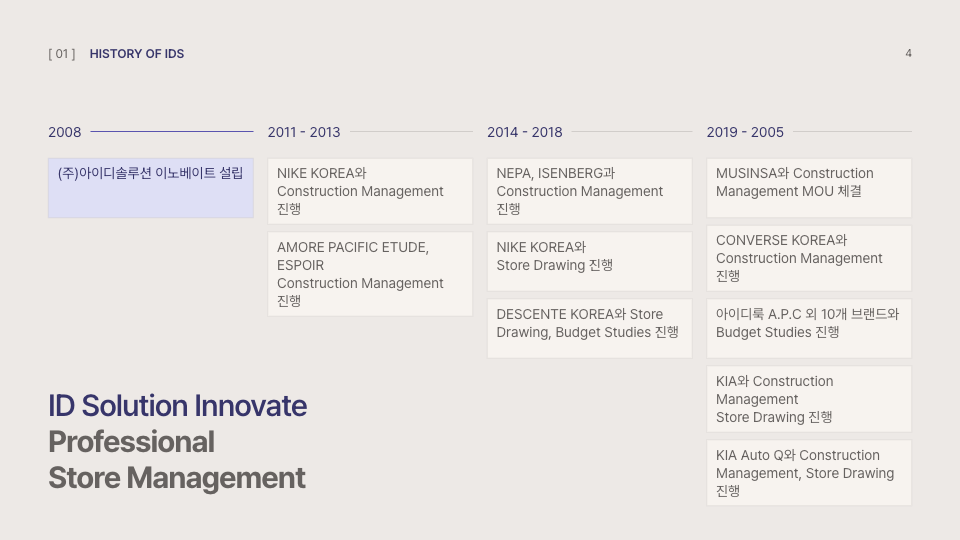 [ 01 ] HISTORY OF IDS
4
2008
(주)아이디솔루션 이노베이트 설립
2011 - 2013
NIKE KOREA와
Construction Management
진행
AMORE PACIFIC ETUDE,
ESPOIR
Construction Management
진행
2014 - 2018
NEPA, ISENBERG과
Construction Management
진행
NIKE KOREA와
Store Drawing 진행
DESCENTE KOREA와 Store
Drawing, Budget Studies 진행
2019 - 2005
MUSINSA와 Construction
Management MOU 체결
CONVERSE KOREA와
Construction Management
진행
아이디룩 A.P.C 외 10개 브랜드와
Budget Studies 진행
KIA와 Construction
Management
Store Drawing 진행
KIA Auto Q와 Construction
Management, Store Drawing
진행
ID Solution Innovate
Professional
Store Management